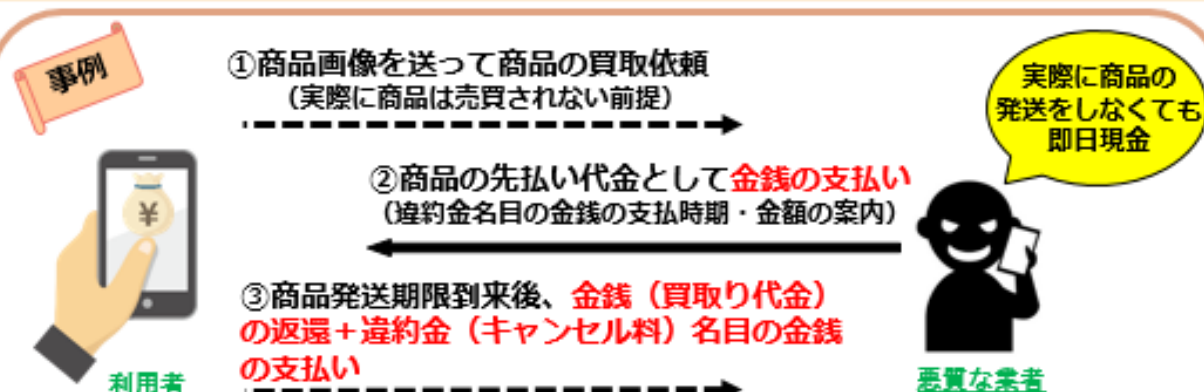 事例
①商品画像を送って商品の買取依頼
（実際に商品は売買されない前提）
実際に商品の
発送をしなくても
即日現金
¥
②商品の先払い代金として金銭の支払い
（違約金名目の金銭の支払時期・金額の案内）
③商品発送期限到来後、金銭（買取り代金）
の返還＋違約金（キャンセル料）名目の金銭
の支払い
利用者
悪質な業者